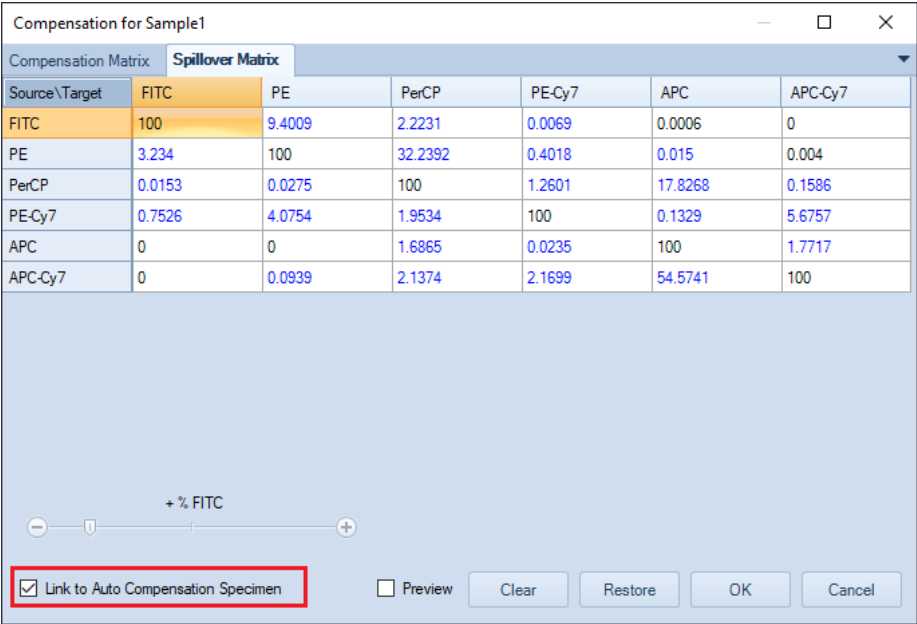 Compensation for Sample1
Compensation Matrix Spillover Matrix
Source\Target FITC PE PerCP PE-Cy7 APC APC-Cy7
FITC 100 9.4009 2.2231 0.0069 0.0006 0
PE 3.234 100 32.2392 0.4018 0.015 0.004
PerCP 0.0153 0.0275 100 1.2601 17.8268 0.1586
PE-Cy7 0.7526 4.0754 1.9534 100 0.1329 5.6757
APC 0 0 1.6865 0.0235 100 1.7717
APC-Cy7 0 0.0939 2.1374 2.1699 54.5741 100
+ % FITC
Link to Auto Compensation Specimen Preview Clear Restore OK Cancel